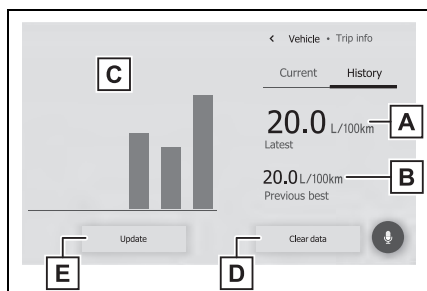 < Vehicle • Trip info
C
Current History
20.0 L/100km
A
Latest
20.0 L/100km
B
Previous best
Update
Clear data
E
D